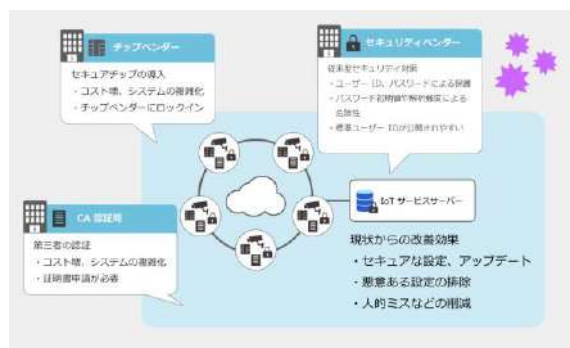 チップベンダー
セキュアチップの導入
・コスト増、システムの複雑化
・チップベンダーにロックイン
セキュリティベンダー
従来型セキュリティ対策
・ユーザー ID、パスワードによる保護
・パスワード初期値や解析頻度による
危険性
・標準ユーザー IDが公開されやすい
CA 認証局
第三者の認証
・コスト増、システムの複雑化
・証明書申請が必要
IoT サービスサーバー
現状からの改善効果
・セキュアな設定、アップデート
・悪意ある設定の排除
・人的ミスなどの削減